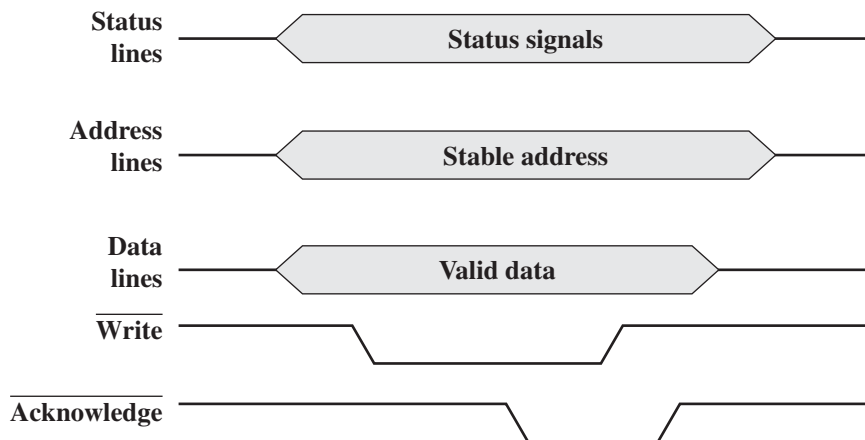 Status
lines
Status signals
Address
lines
Stable address
Data
lines
Valid data
Write
Acknowledge